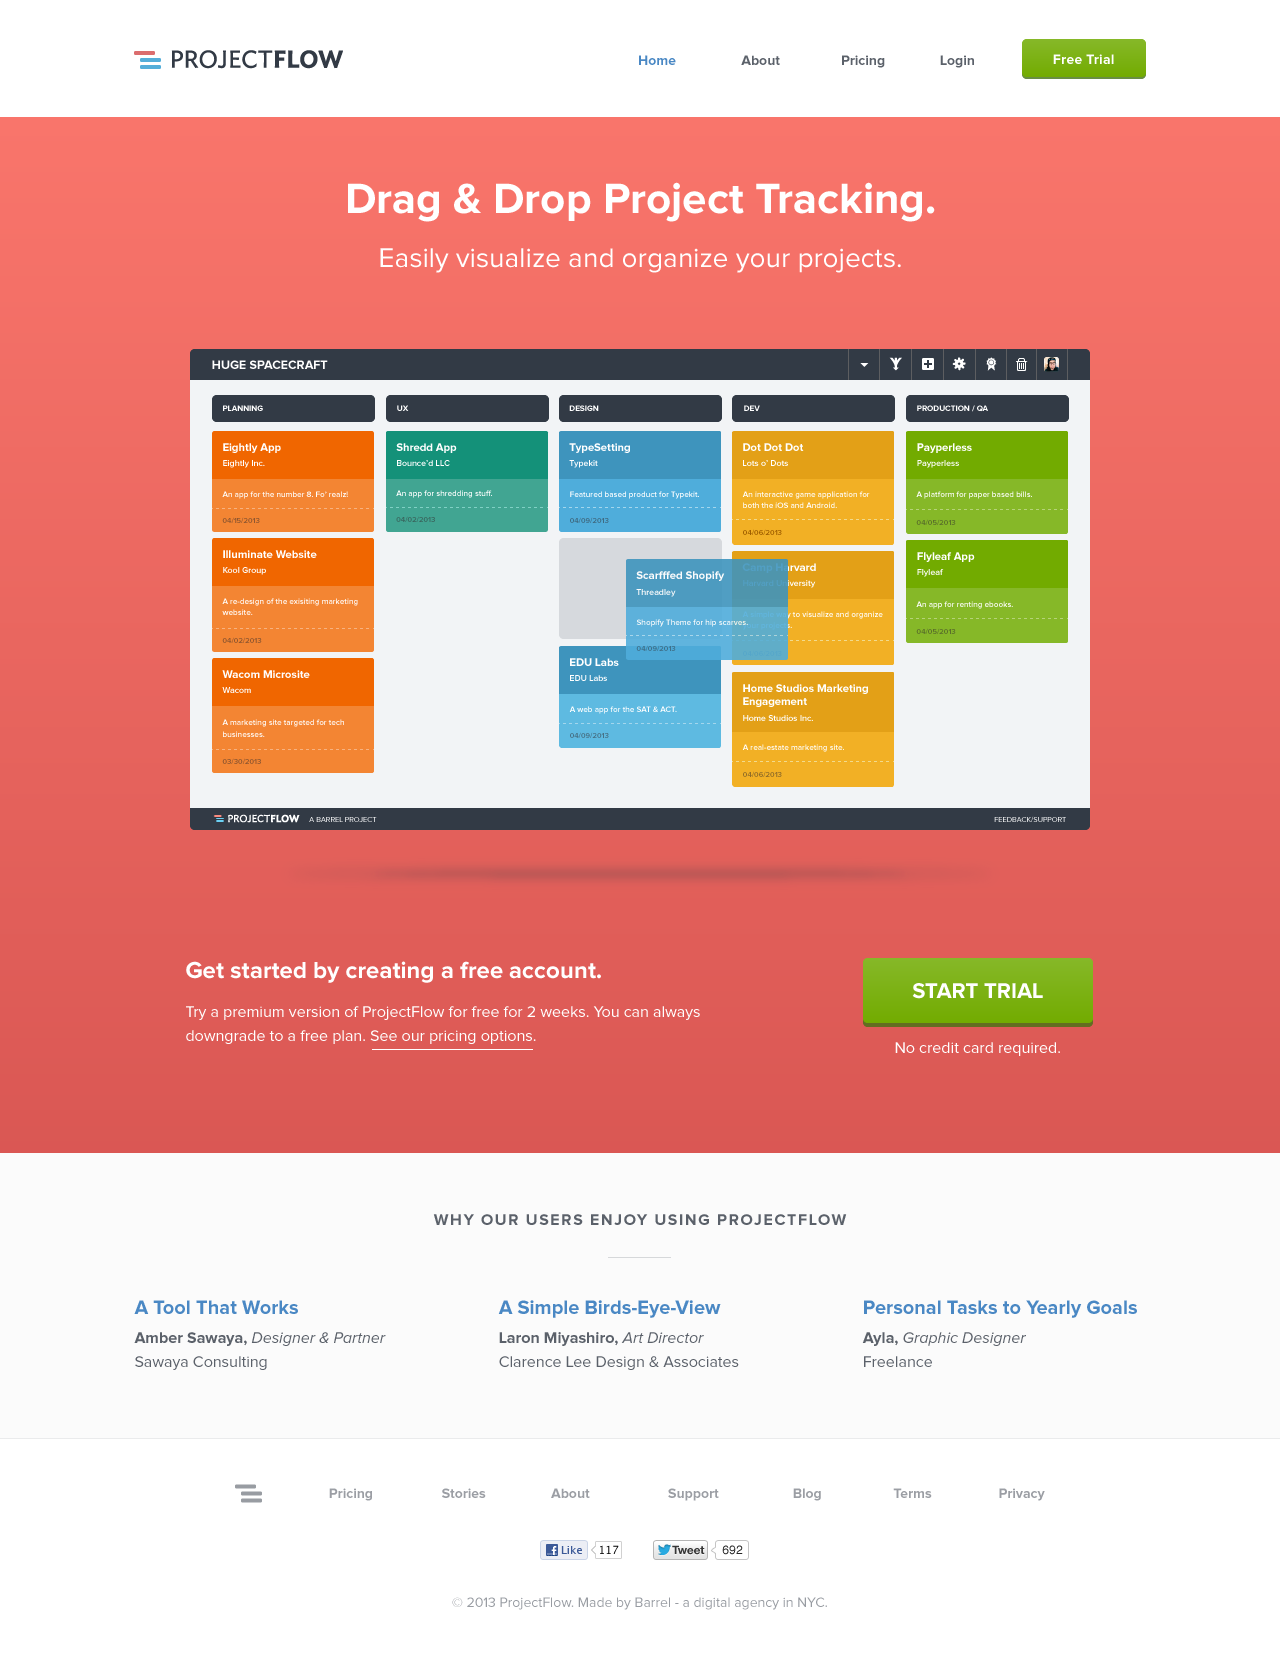 PROJECTFLOW
Home About Pricing Login Free Trial
Drag & Drop Project Tracking.
Easily visualize and organize your projects.
HUGE SPACECRAFT
PLANNING
Eightly App
Eightly Inc.
An app for the number 8. Fo' realz!
04/15/2013
Illuminate Website
Kool Group
A re-design of the exisiting marketing
website.
04/02/2013
Wacom Microsite
Wacom
A marketing site targeted for tech
businesses.
03/30/2013
UX
Shredd App
Bounce'd LLC
An app for shredding stuff.
04/02/2013
DESIGN
TypeSetting
Typekit
Featured based product for Typekit.
04/09/2013
Scarfffed Shopify
Threadley
Shopify Theme for hip scarves.
04/09/2013
EDU Labs
EDU Labs
A web app for the SAT & ACT.
04/09/2013
DEV
Dot Dot Dot
Lots o' Dots
An interactive game application for
both the iOS and Android.
04/06/2013
to visualize and organize
Home Studios Marketing
Engagement
Home Studios Inc.
A real-estate marketing site.
04/06/2013
PRODUCTION / QA
Payperless
Payperless
A platform for paper based bills.
04/05/2013
Flyleaf App
Flyleaf
An app for renting ebooks.
04/05/2013
PROJECTFLOW A BARREL PROJECT FEEDBACK/SUPPORT
Get started by creating a free account.
Try a premium version of ProjectFlow for free for 2 weeks. You can always
downgrade to a free plan. See our pricing options.
START TRIAL
No credit card required.
WHY OUR USERS ENJOY USING PROJECTFLOW
A Tool That Works
Amber Sawaya, Designer & Partner
Sawaya Consulting
A Simple Birds-Eye-View
Laron Miyashiro, Art Director
Clarence Lee Design & Associates
Personal Tasks to Yearly Goals
Ayla, Graphic Designer
Freelance
Pricing Stories About Support Blog Terms Privacy
Like 117 Tweet 692
© 2013 ProjectFlow. Made by Barrel - a digital agency in NYC.